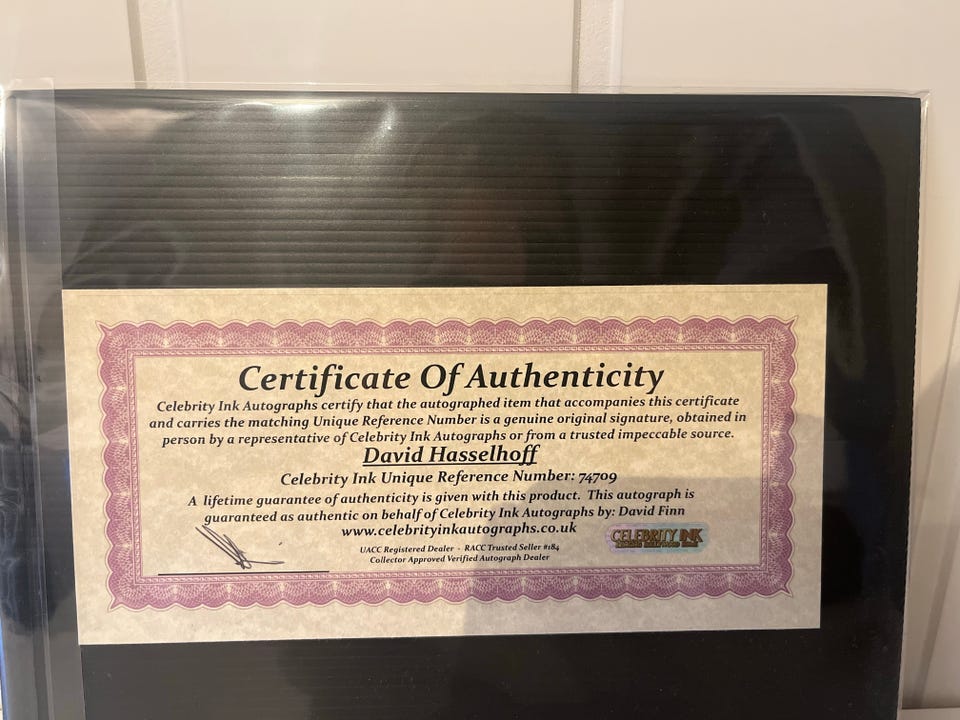 Certificate Of Authenticity
Celebrity Ink Autographs certify that the autographed item that accompanies this certificate
and carries the matching Unique Reference Number is a genuine original signature, obtained in
person by a representative of Celebrity Ink Autographs or from a trusted impeccable source.
David Hasselhoff
Celebrity Ink Unique Reference Number: 74709
A lifetime guarantee of authenticity is given with this product. This autograph is
guaranteed as authentic on behalf of Celebrity Ink Autographs by: David Finn
www.celebrityinkautographs.co.uk
CELEBRITY INK
UACC Registered Dealer - RACC Trusted Seller #184
Collector Approved Verified Autograph Dealer